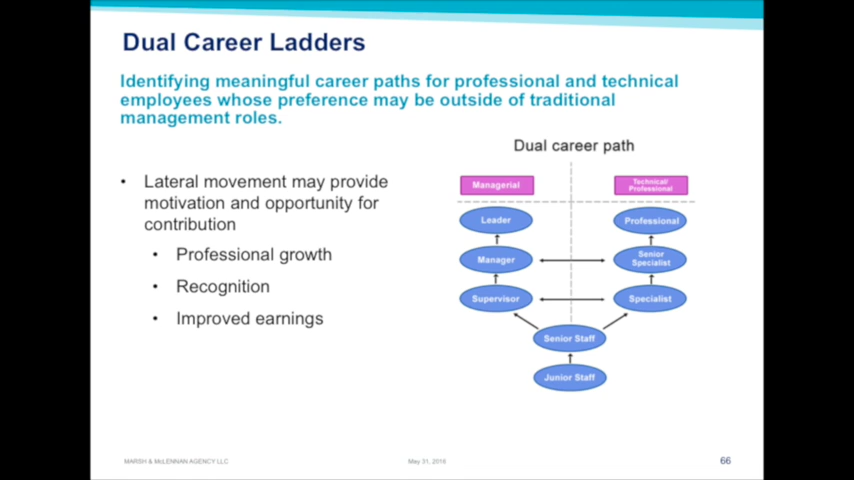 Dual Career Ladders
Identifying meaningful career paths for professional and technical
employees whose preference may be outside of traditional
management roles.
• Lateral movement may provide
motivation and opportunity for
contribution
• Professional growth
• Recognition
• Improved earnings
Dual career path
Managerial
Technical/
Professional
Leader
Professional
Manager
Senior
Specialist
Supervisor
Specialist
Senior Staff
Junior Staff
MARSH & McLENNAN AGENCY LLC
May 31, 2016
66